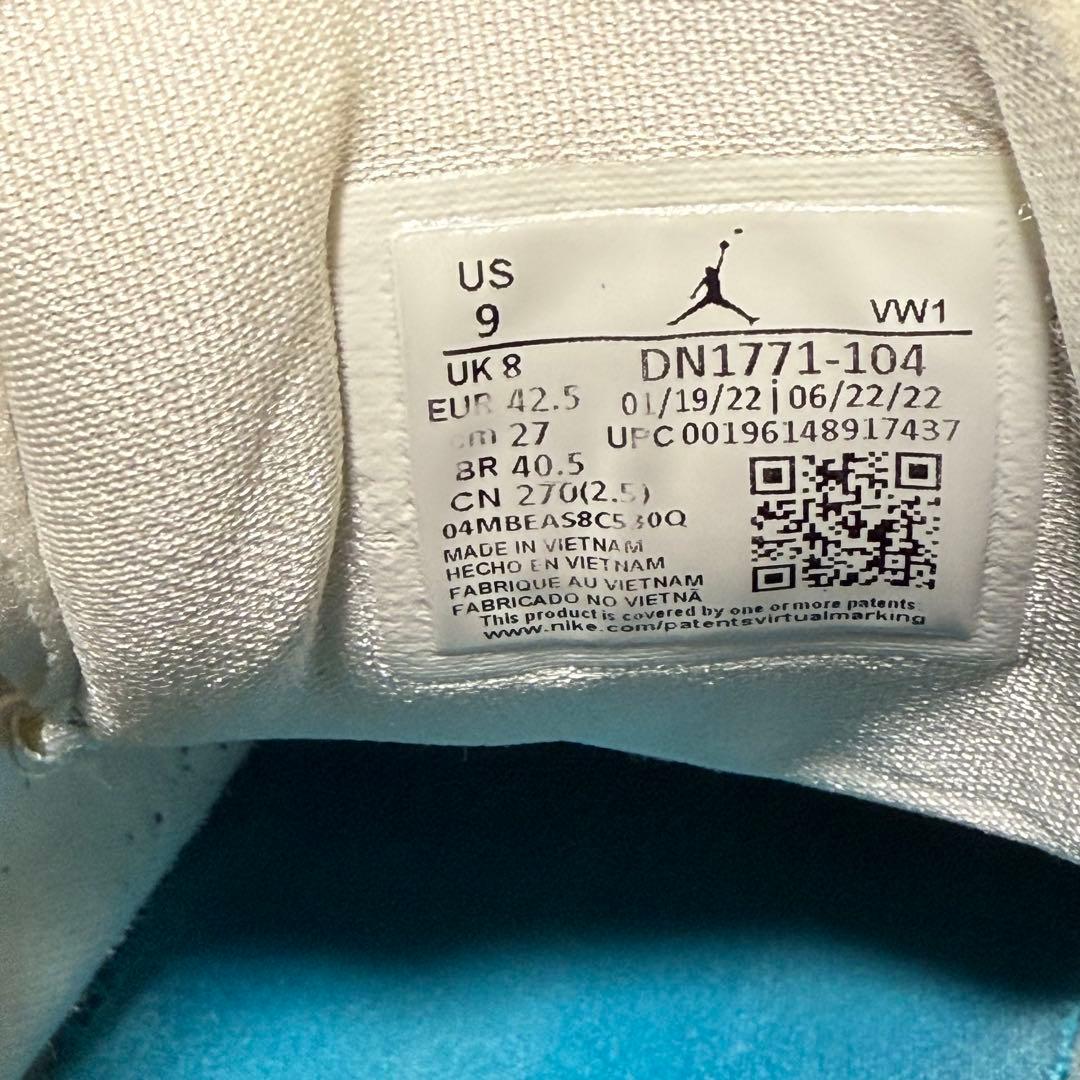 US
9
VW1
UK 8
DN1771-104
EUR 42.5
01/19/22 | 06/22/22
cm 27
UPC 00196148917437
BR 40.5
CN 270(2.5)
MADE IN VIETNAM
HECHO EN VIETNAM
FABRIQUE AU VIETNAM
FABRICADO NO VIETNÃ
This product is covered by one or more patents
www.nike.com/patentsvirtualmarking